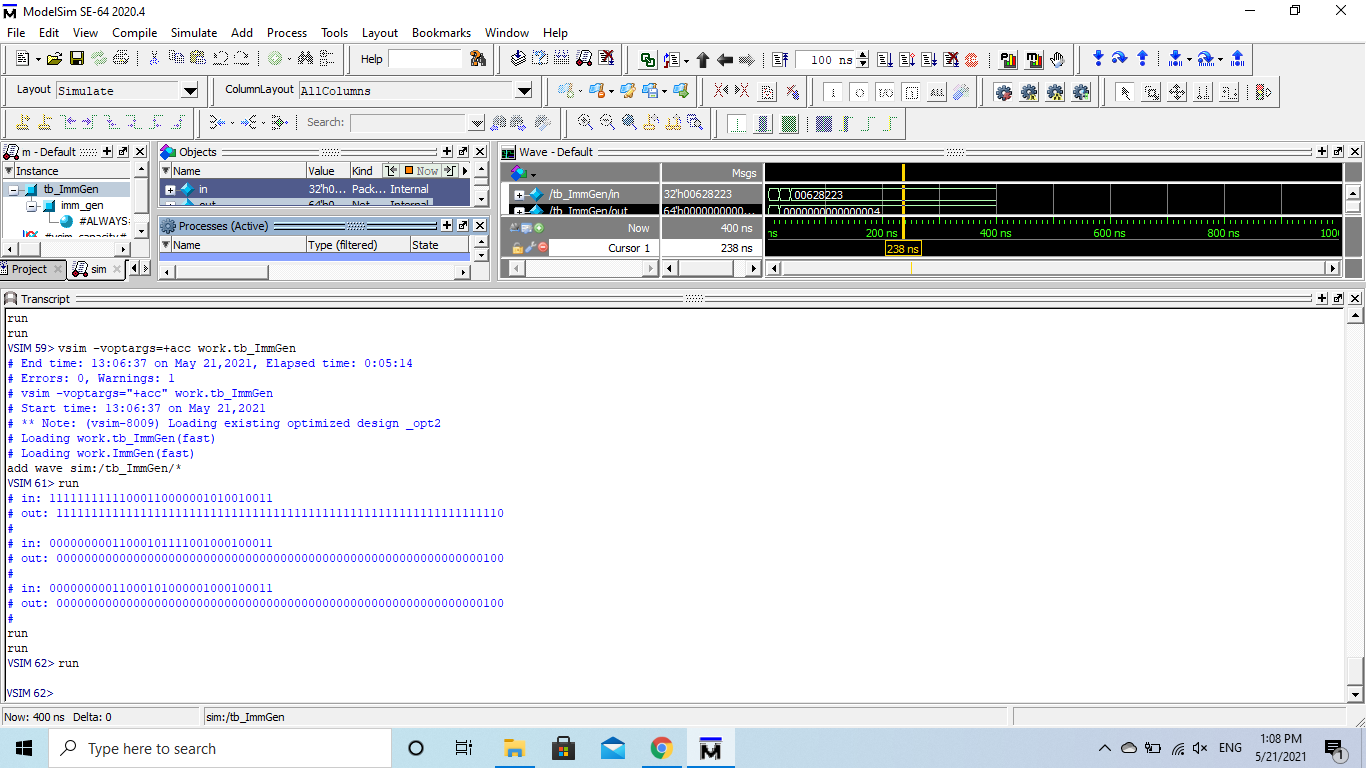 ModelSim SE-64 2020.4
File Edit View Compile Simulate Add Process Tools Layout Bookmarks Window Help
Help
100 ns
Layout Simulate
ColumnLayout AllColumns
Search:
m - Default
Instance
tb_ImmGen
imm_gen
#ALWAYS
Project
sim
Objects
Name Value Kind Now
in 32'h0... Pack... Internal
out 64'h0... Net... Internal
Processes (Active)
Name Type (filtered) State
Wave - Default
Msgs
/tb_ImmGen/in 32'h00628223 00628223
/tb_ImmGen/out 64'h0000000000... 0000000000000004
Now 400 ns ns 200 ns 400 ns 600 ns 800 ns 100
Cursor 1 238 ns 238 ns
Transcript
run
run
VSIM 59> vsim -voptargs=+acc work.tb_ImmGen
# End time: 13:06:37 on May 21,2021, Elapsed time: 0:05:14
# Errors: 0, Warnings: 1
# vsim -voptargs="+acc" work.tb_ImmGen
# Start time: 13:06:37 on May 21,2021
# ** Note: (vsim-8009) Loading existing optimized design _opt2
# Loading work.tb_ImmGen(fast)
# Loading work.ImmGen(fast)
add wave sim:/tb_ImmGen/*
VSIM 61> run
# in: 11111111111000110000001010010011
# out: 1111111111111111111111111111111111111111111111111111111111111110
#
# in: 00000000011000101111001000100011
# out: 0000000000000000000000000000000000000000000000000000000000000100
#
# in: 00000000011000101000001000100011
# out: 0000000000000000000000000000000000000000000000000000000000000100
#
run
run
VSIM 62> run
VSIM 62>
Now: 400 ns Delta: 0 sim:/tb_ImmGen
Type here to search
ENG
1:08 PM
5/21/2021
1